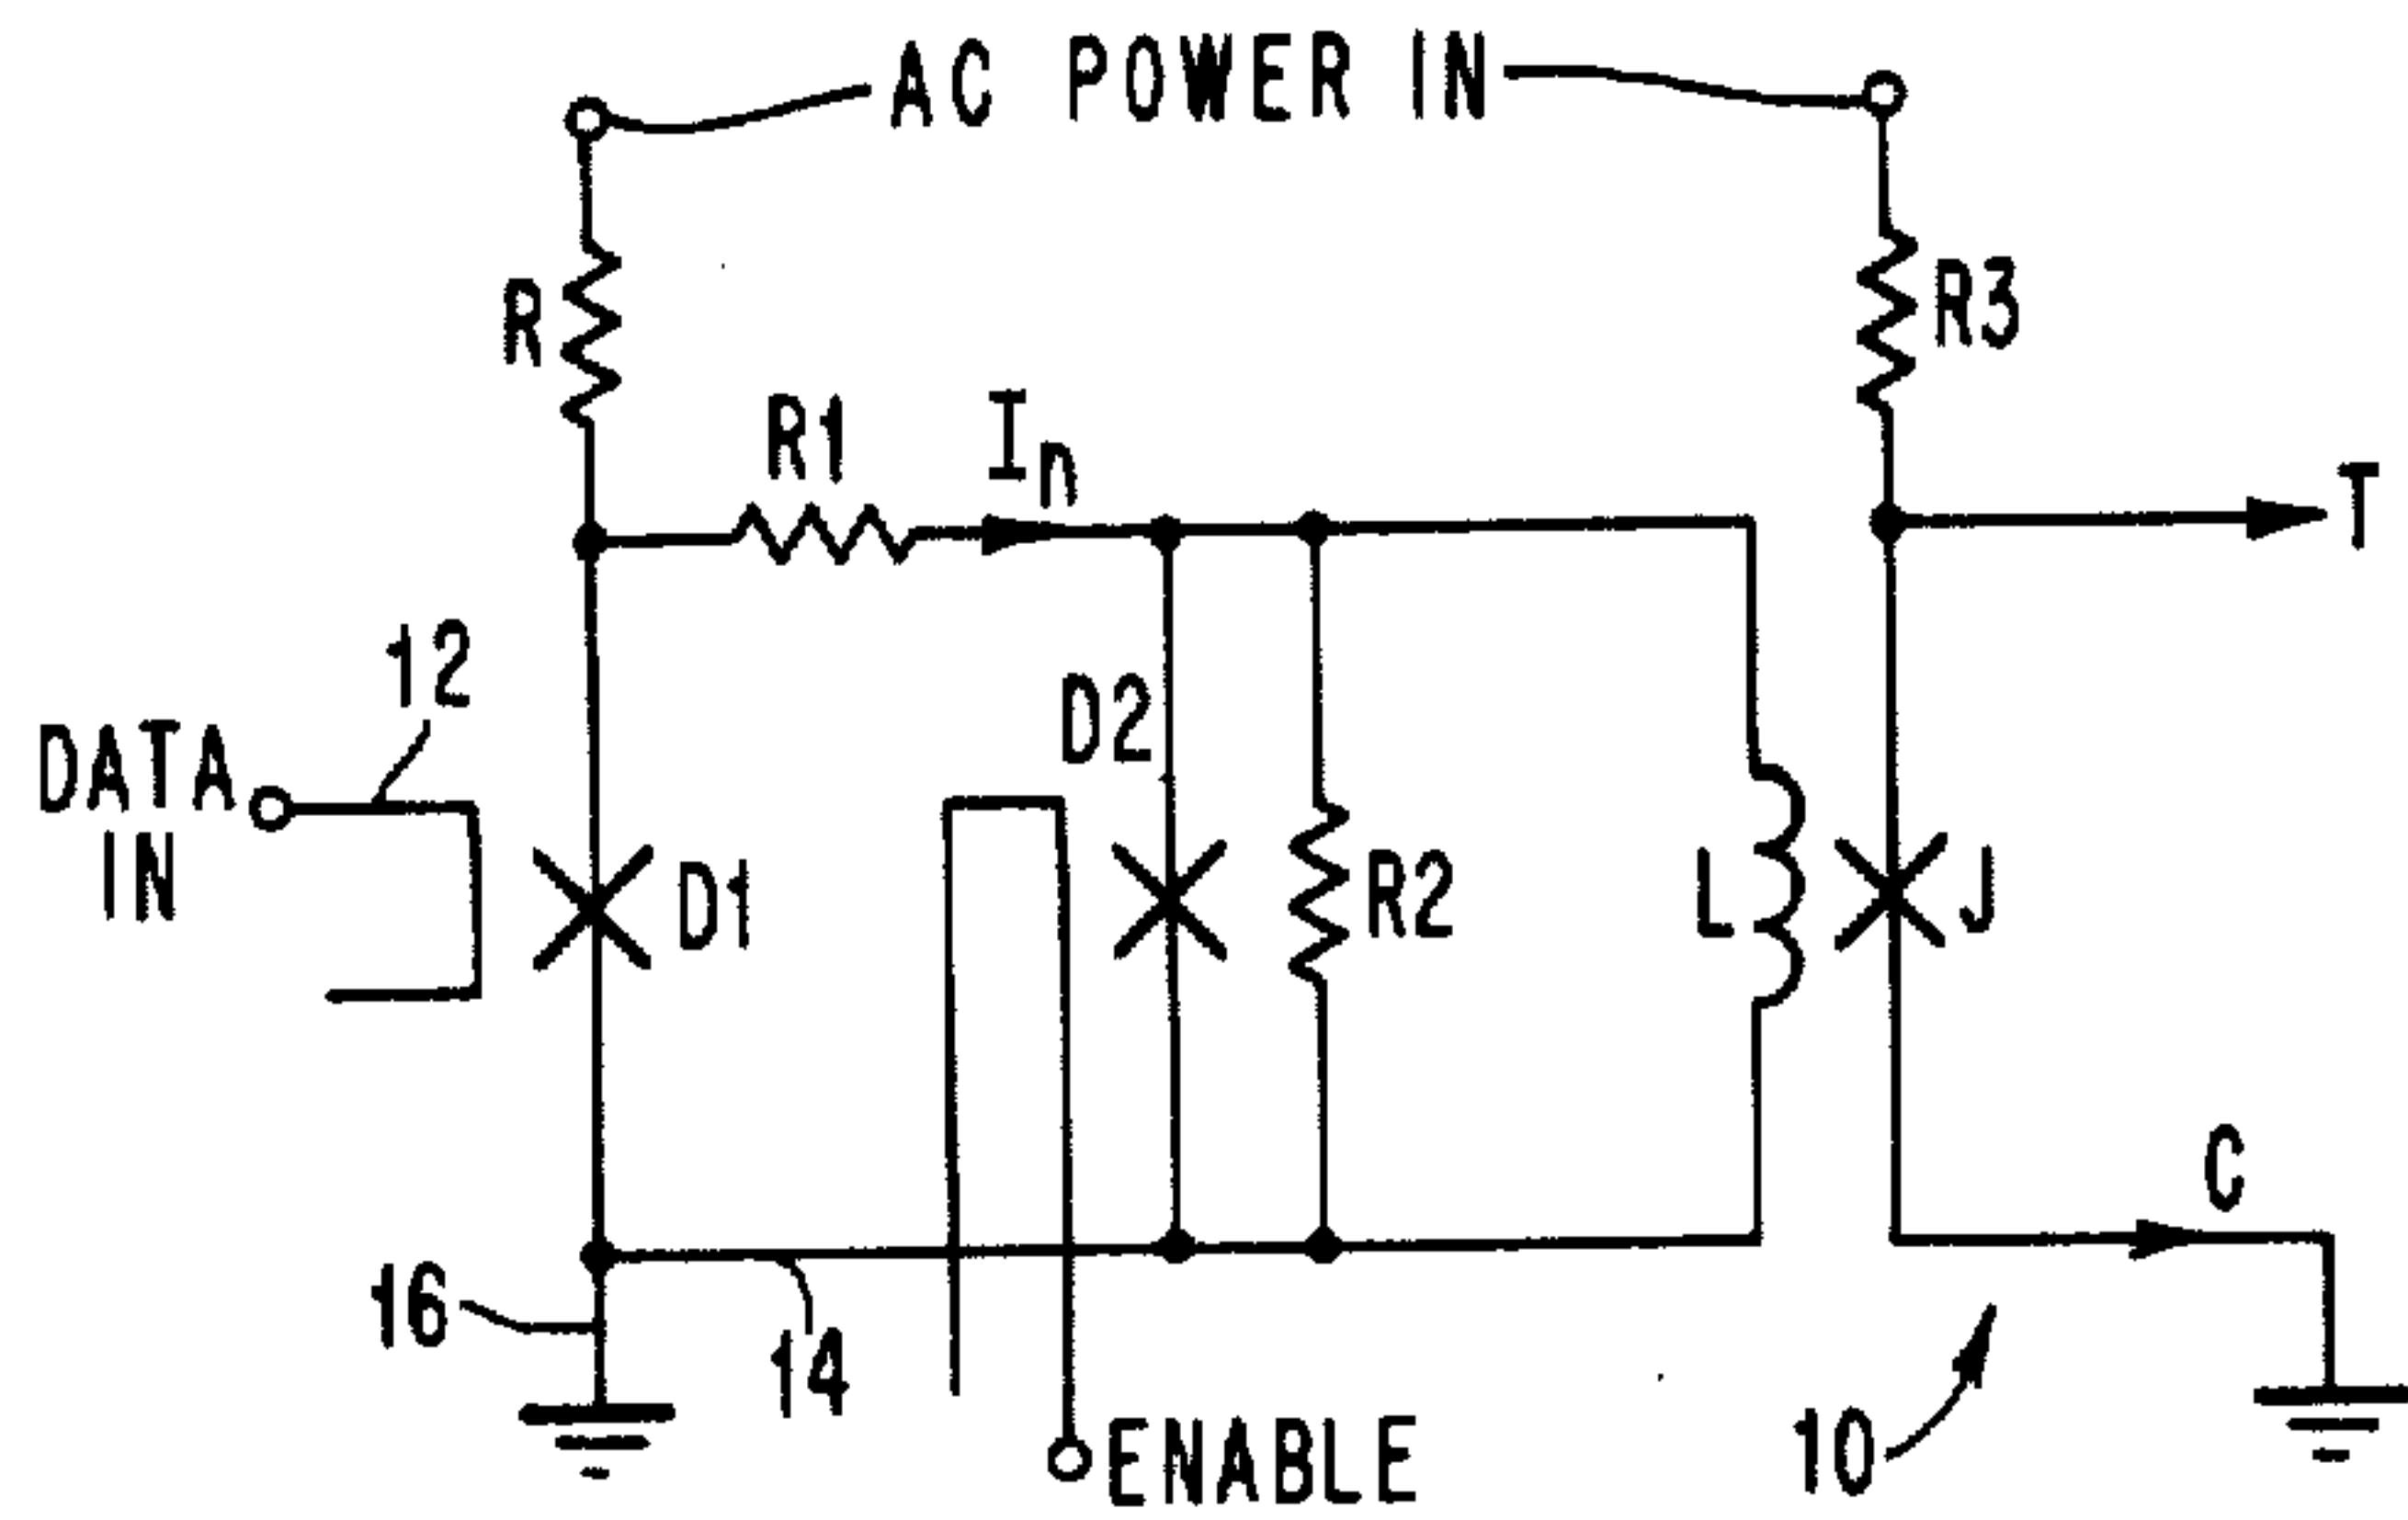 AC POWER IN
R
R3
R1
In
T
12
D2
DATA
IN
D1
R2
L
J
C
16
14
10
ENABLE